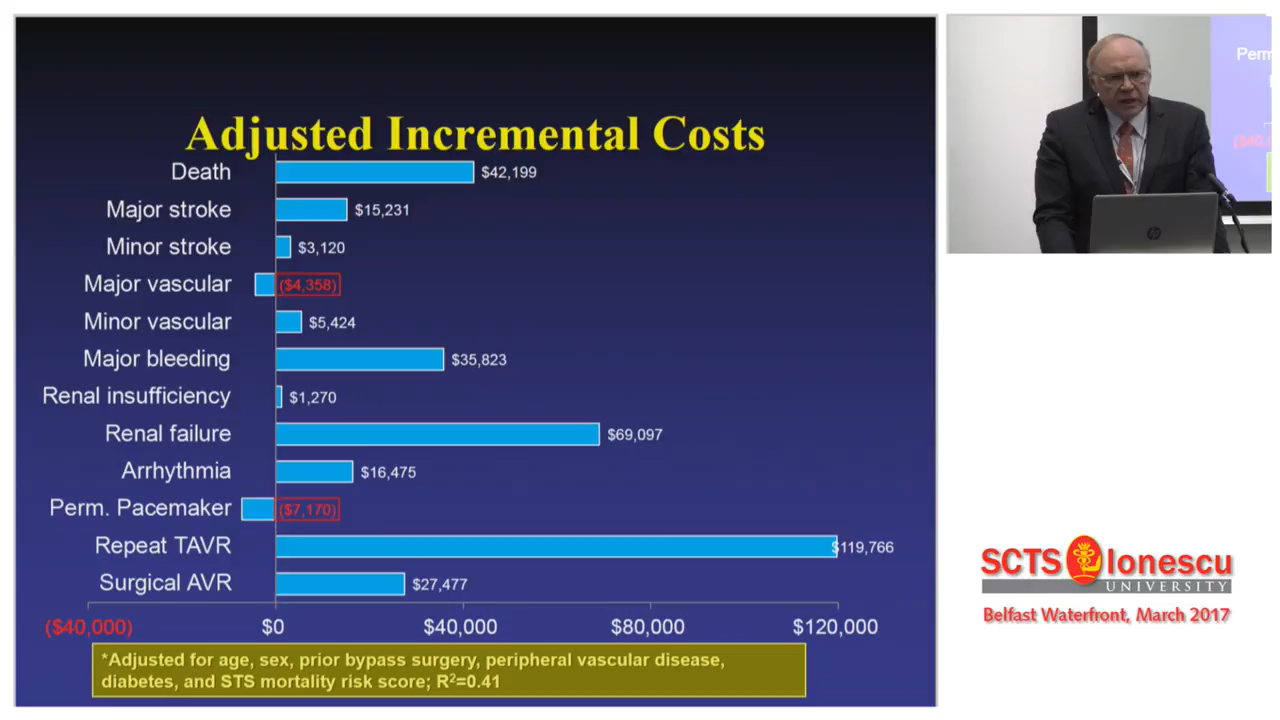 Adjusted Incremental Costs
Death $42,199
Major stroke $15,231
Minor stroke $3,120
Major vascular ($4,358)
Minor vascular $5,424
Major bleeding $35,823
Renal insufficiency $1,270
Renal failure $69,097
Arrhythmia $16,475
Perm. Pacemaker ($7,170)
Repeat TAVR $119,766
Surgical AVR $27,477
($40,000) $0 $40,000 $80,000 $120,000
*Adjusted for age, sex, prior bypass surgery, peripheral vascular disease,
diabetes, and STS mortality risk score; R²=0.41
Perm
hp
SCTS Ionescu
UNIVERSITY
Belfast Waterfront, March 2017